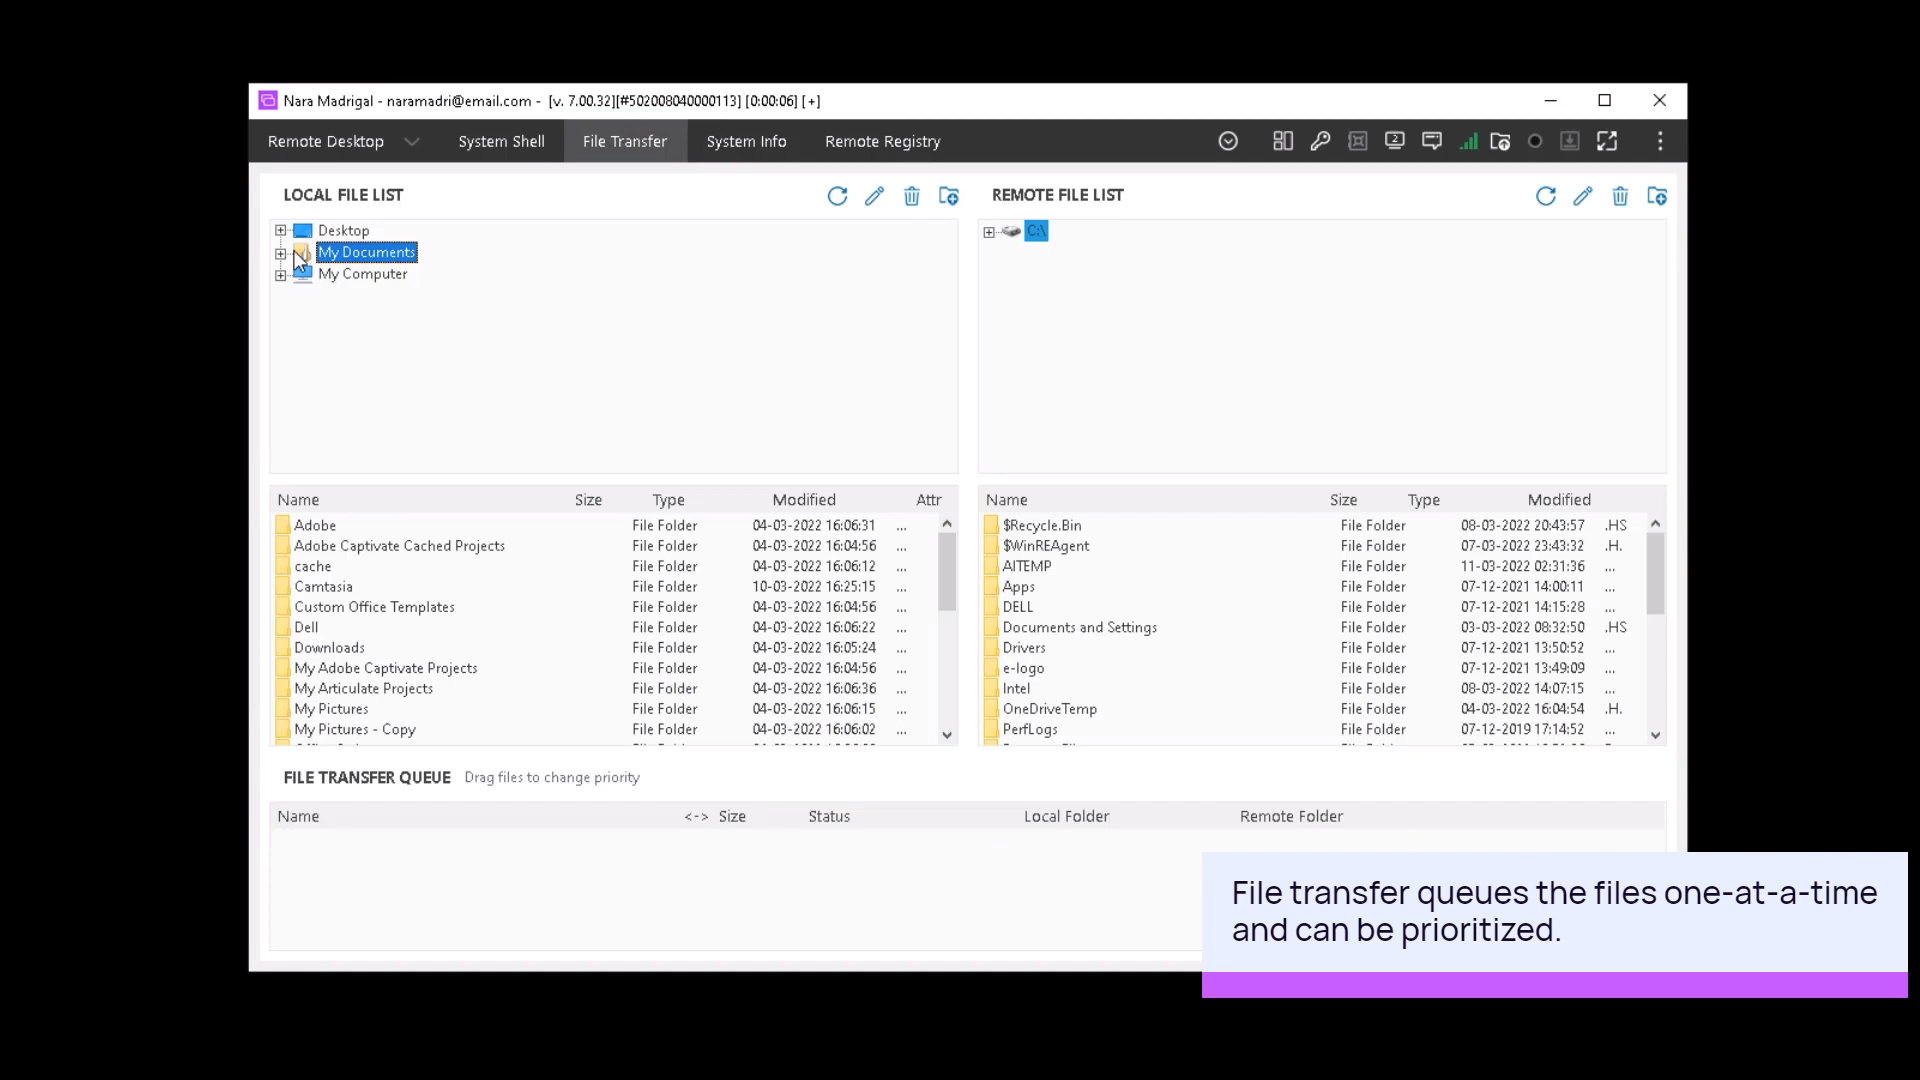 Nara Madrigal - naramadri@email.com - [v. 7.00.32][#502008040000113] [0:00:06] [+]
Remote Desktop System Shell File Transfer System Info Remote Registry 2
LOCAL FILE LIST
Desktop
My Documents
My Computer
Name Size Type Modified Attr
Adobe File Folder 04-03-2022 16:06:31 ...
Adobe Captivate Cached Projects File Folder 04-03-2022 16:04:56 ...
cache File Folder 04-03-2022 16:06:12 ...
Camtasia File Folder 10-03-2022 16:25:15 ...
Custom Office Templates File Folder 04-03-2022 16:04:56 ...
Dell File Folder 04-03-2022 16:06:22 ...
Downloads File Folder 04-03-2022 16:05:24 ...
My Adobe Captivate Projects File Folder 04-03-2022 16:04:56 ...
My Articulate Projects File Folder 04-03-2022 16:06:36 ...
My Pictures File Folder 04-03-2022 16:06:15 ...
My Pictures - Copy File Folder 04-03-2022 16:06:02 ...
REMOTE FILE LIST
C:\
Name Size Type Modified
$Recycle.Bin File Folder 08-03-2022 20:43:57 .HS
$WinREAgent File Folder 07-03-2022 23:43:32 .H.
AITEMP File Folder 11-03-2022 02:31:36 ...
Apps File Folder 07-12-2021 14:00:11 ...
DELL File Folder 07-12-2021 14:15:28 ...
Documents and Settings File Folder 03-03-2022 08:32:50 .HS
Drivers File Folder 07-12-2021 13:50:52 ...
e-logo File Folder 07-12-2021 13:49:09 ...
Intel File Folder 08-03-2022 14:07:15 ...
OneDriveTemp File Folder 04-03-2022 16:04:54 .H.
PerfLogs File Folder 07-12-2019 17:14:52 ...
FILE TRANSFER QUEUE Drag files to change priority
Name <-> Size Status Local Folder Remote Folder
File transfer queues the files one-at-a-time
and can be prioritized.